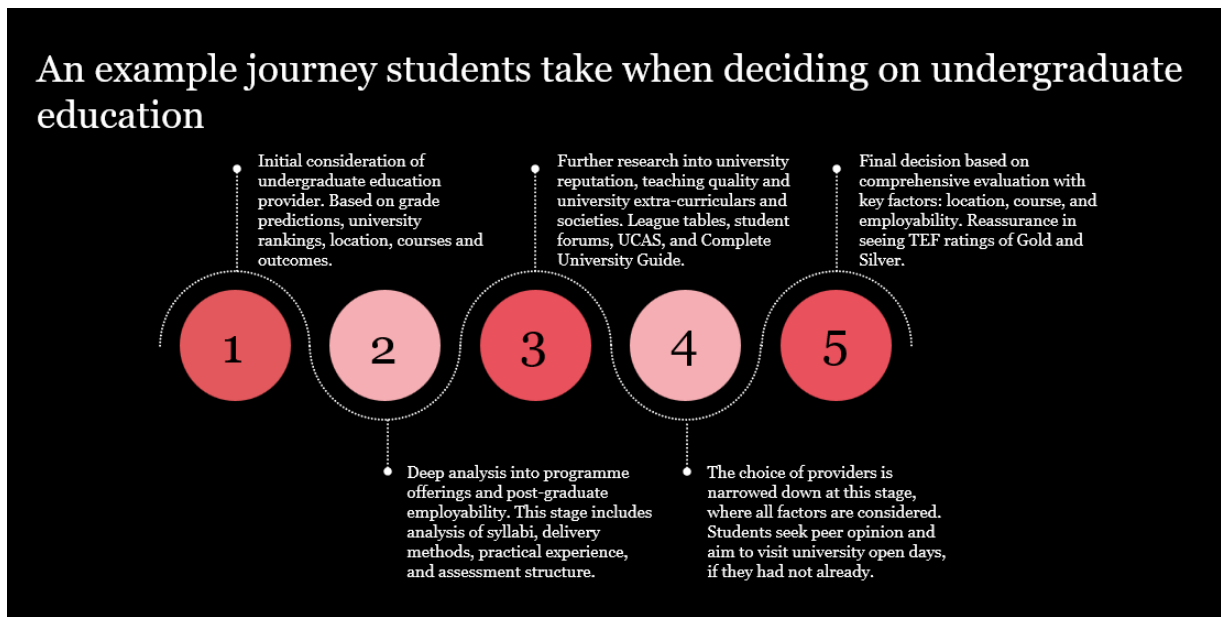 An example journey students take when deciding on undergraduate
education
Initial consideration of
undergraduate education
provider. Based on grade
predictions, university
rankings, location, courses and
outcomes.
Further research into university
reputation, teaching quality and
university extra-curriculars and
societies. League tables, student
forums, UCAS, and Complete
University Guide.
Final decision based on
comprehensive evaluation with
key factors: location, course, and
employability. Reassurance in
seeing TEF ratings of Gold and
Silver.
1
2
3
4
5
Deep analysis into programme
offerings and post-graduate
employability. This stage includes
analysis of syllabi, delivery
methods, practical experience,
and assessment structure.
The choice of providers is
narrowed down at this stage,
where all factors are considered.
Students seek peer opinion and
aim to visit university open days,
if they had not already.